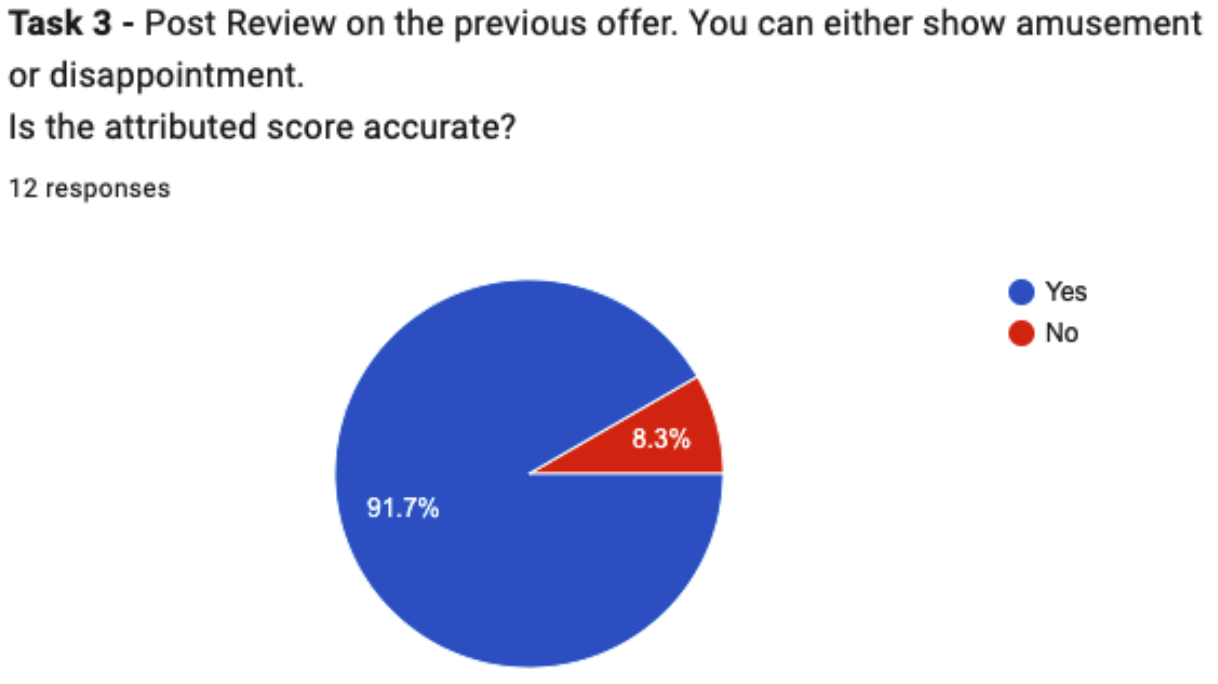 Task 3 - Post Review on the previous offer. You can either show amusement
or disappointment.
Is the attributed score accurate?
12 responses
Yes
No
8.3%
91.7%